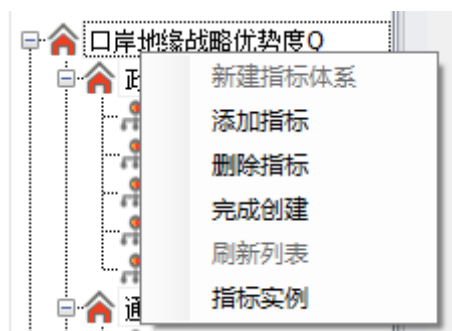 口岸地缘战略优势度Q
新建指标体系
添加指标
删除指标
完成创建
刷新列表
指标实例
通